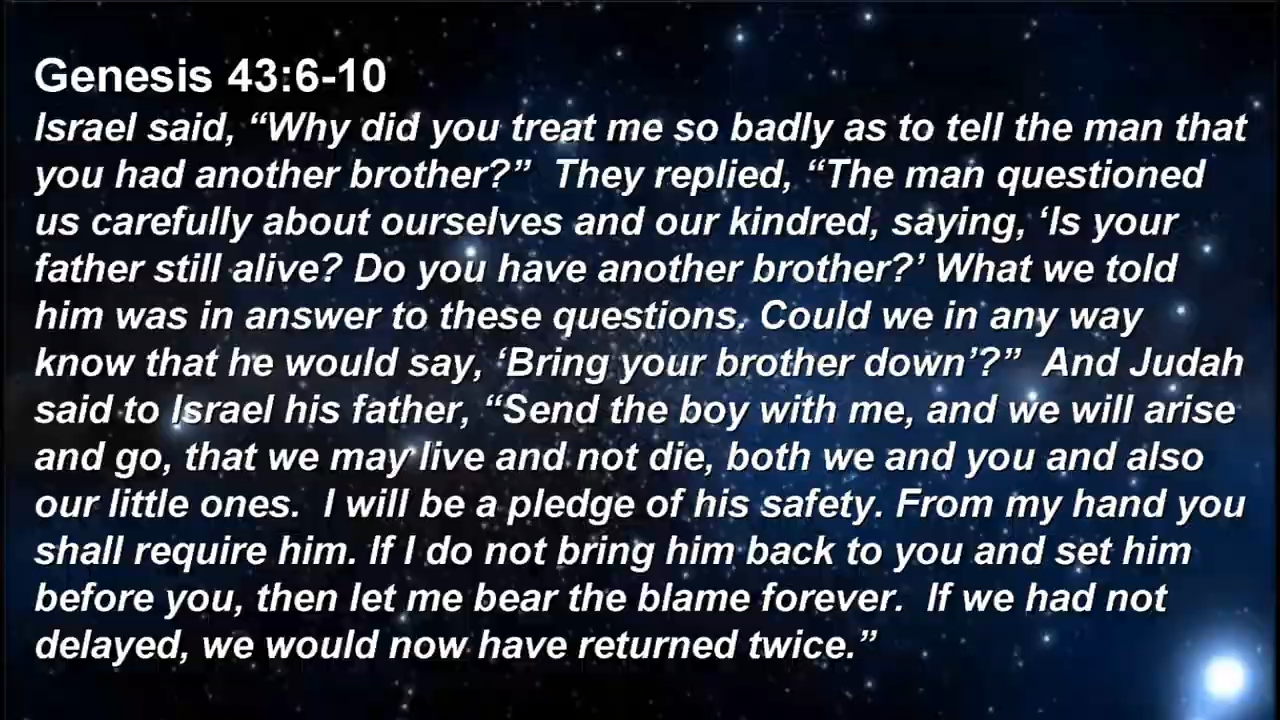 Genesis 43:6-10
Israel said, “Why did you treat me so badly as to tell the man that
you had another brother?”  They replied, “The man questioned
us carefully about ourselves and our kindred, saying, ‘Is your
father still alive? Do you have another brother?’ What we told
him was in answer to these questions. Could we in any way
know that he would say, ‘Bring your brother down’?”  And Judah
said to Israel his father, “Send the boy with me, and we will arise
and go, that we may live and not die, both we and you and also
our little ones.  I will be a pledge of his safety. From my hand you
shall require him. If I do not bring him back to you and set him
before you, then let me bear the blame forever.  If we had not
delayed, we would now have returned twice.”